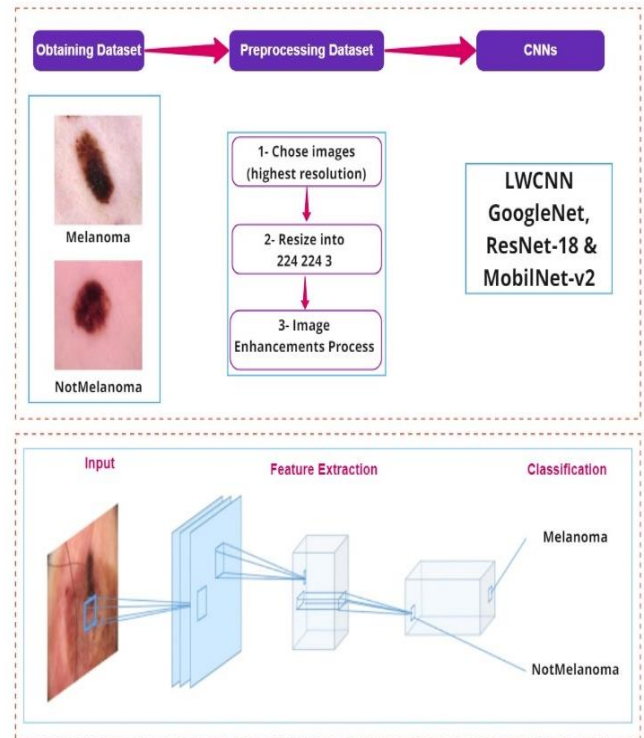 Obtaining Dataset
Preprocessing Dataset
CNNs
Melanoma
NotMelanoma
1- Chose images
(highest resolution)
2- Resize into
224 224 3
3- Image
Enhancements Process
LWCNN
GoogleNet,
ResNet-18 &
MobilNet-v2
Input
Feature Extraction
Classification
Melanoma
NotMelanoma